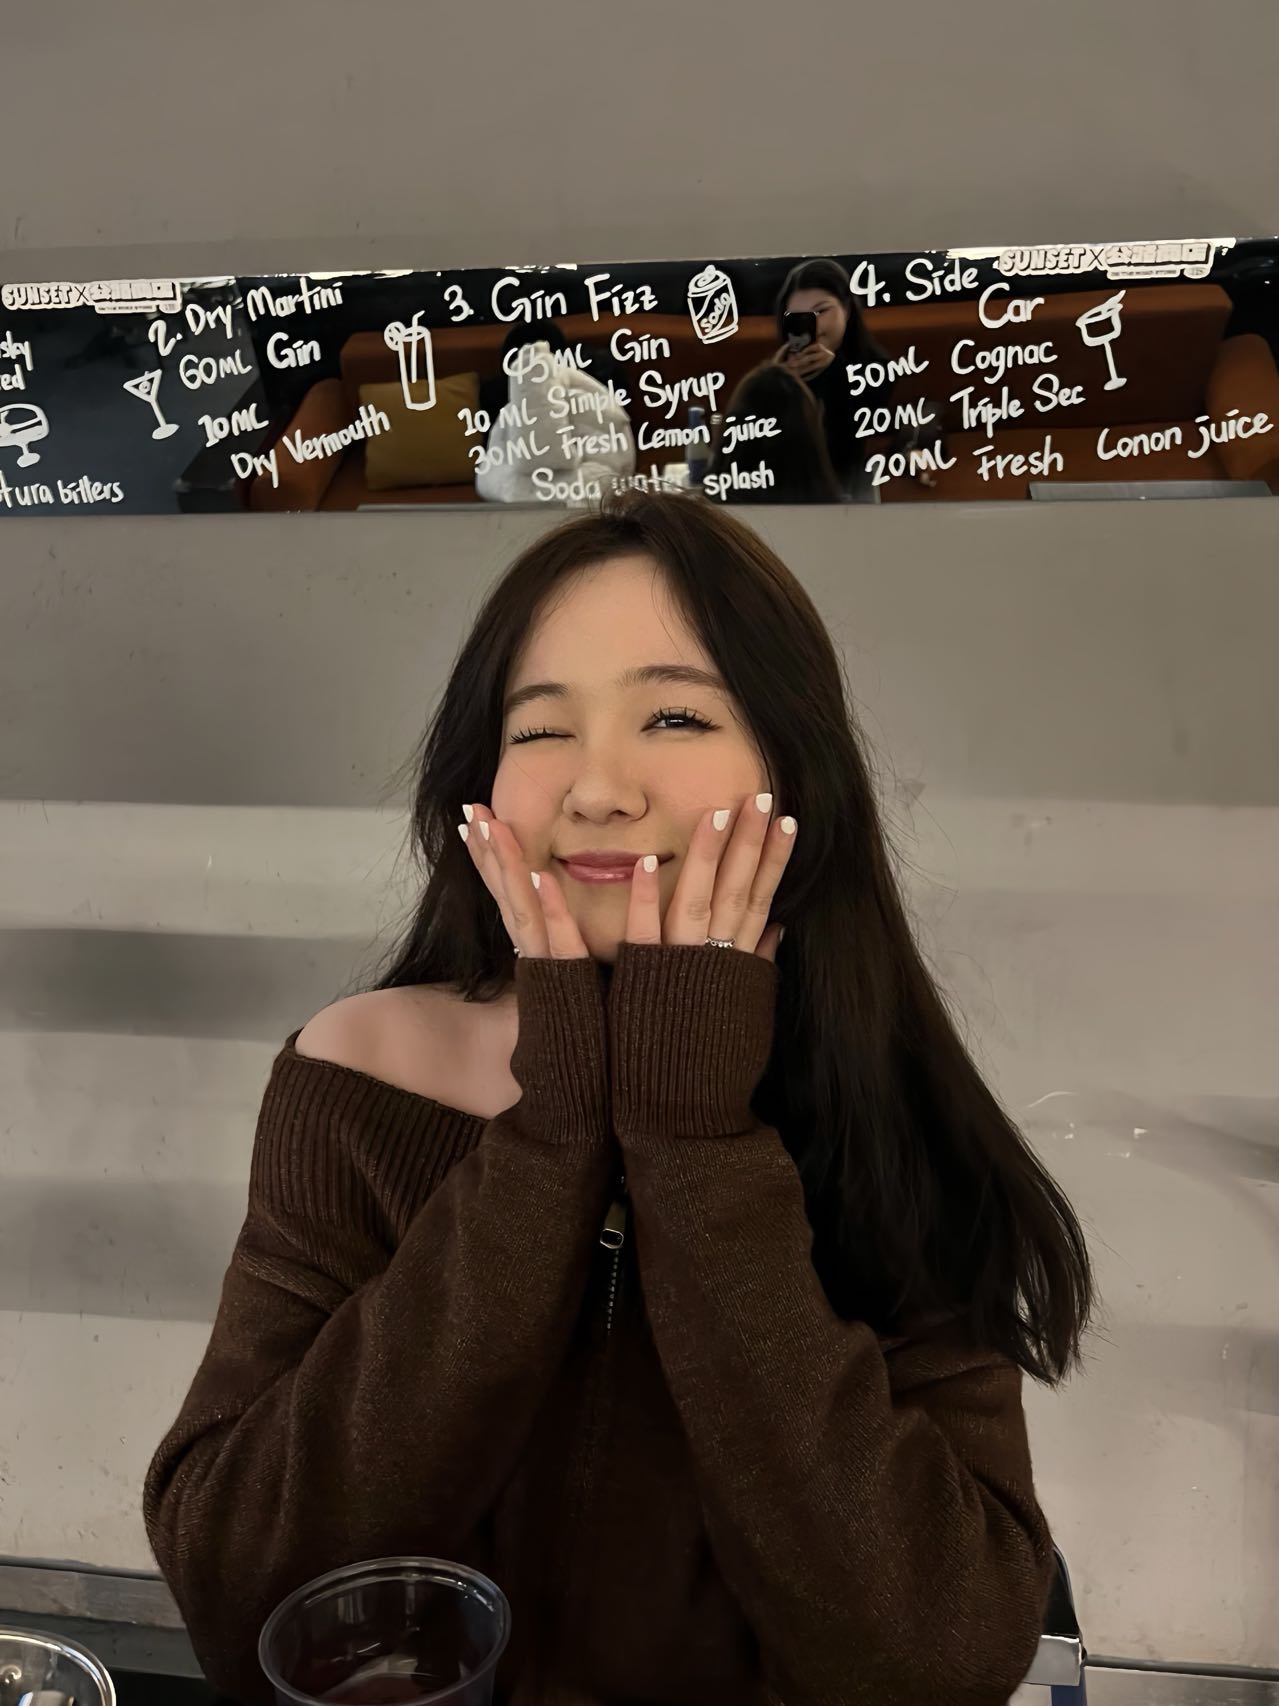 SUNSET X
2. Dry Martini
60ML Gin
10ML
Dry Vermouth
tura bitters
3. Gin Fizz
Soda
45ML Gin
10 ML Simple Syrup
30ML Fresh Lemon juice
Soda water splash
SUNSET X
4. Side
Car
50ML Cognac
20ML Triple Sec
20ML Fresh Lonon juice